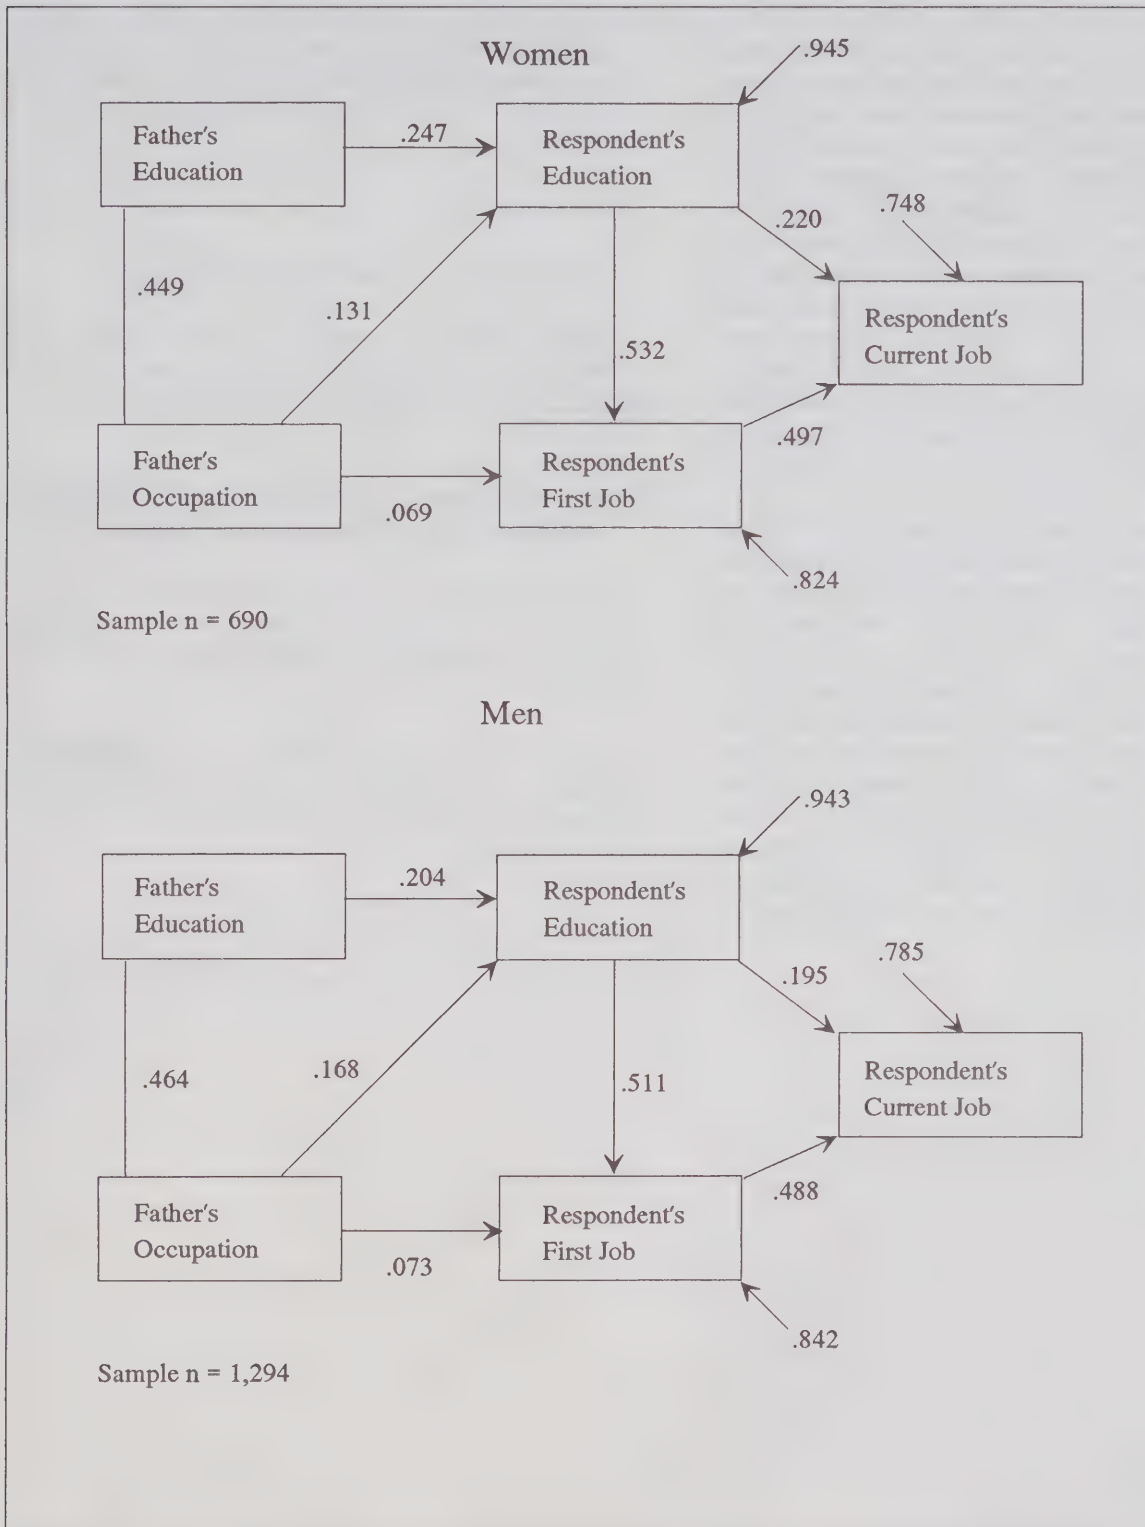 Women
.945
Father's
Education
.247
Respondent's
Education
.220
.748
.449
.131
.532
Respondent's
Current Job
Father's
Occupation
.069
Respondent's
First Job
.497
.824
Sample n = 690
Men
.943
Father's
Education
.204
Respondent's
Education
.195
.785
.464
.168
.511
Respondent's
Current Job
Father's
Occupation
.073
Respondent's
First Job
.488
.842
Sample n = 1,294